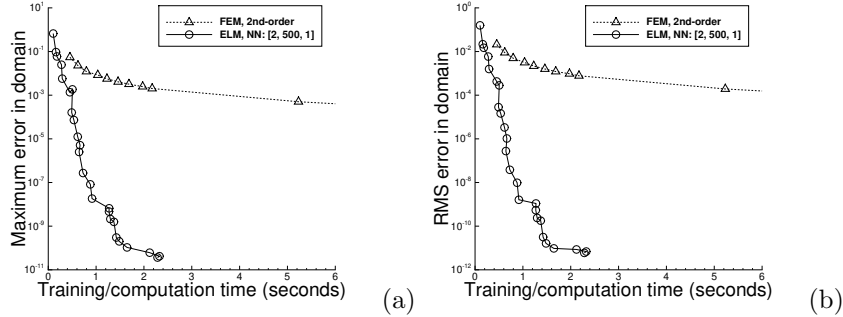 FEM, 2nd-order
ELM, NN: [2, 500, 1]
Maximum error in domain
10^1
10^-1
10^-3
10^-5
10^-7
10^-9
10^-11
0 1 2 3 4 5 6
Training/computation time (seconds)
(a)
FEM, 2nd-order
ELM, NN: [2, 500, 1]
RMS error in domain
10^0
10^-2
10^-4
10^-6
10^-8
10^-10
10^-12
0 1 2 3 4 5 6
Training/computation time (seconds)
(b)